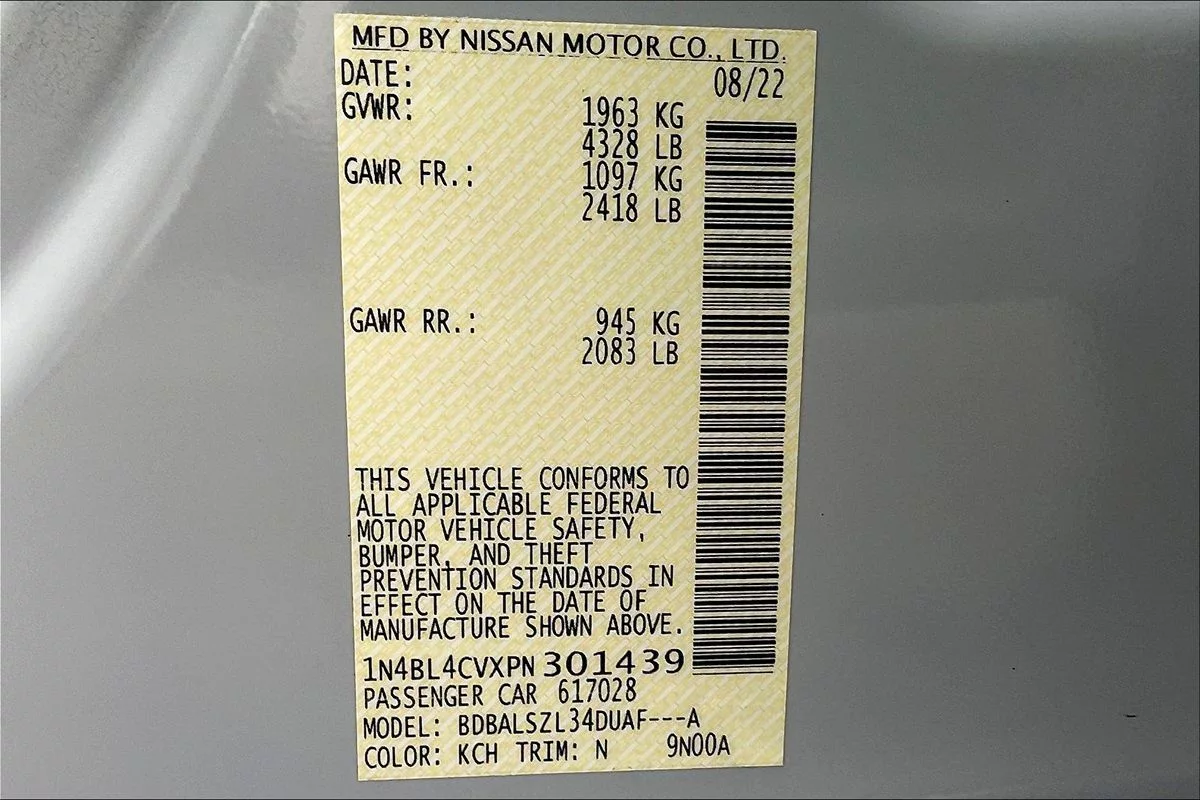 MFD BY NISSAN MOTOR CO., LTD.
DATE: 08/22
GVWR: 1963 KG
4328 LB
GAWR FR.: 1097 KG
2418 LB
GAWR RR.: 945 KG
2083 LB
THIS VEHICLE CONFORMS TO
ALL APPLICABLE FEDERAL
MOTOR VEHICLE SAFETY,
BUMPER, AND THEFT
PREVENTION STANDARDS IN
EFFECT ON THE DATE OF
MANUFACTURE SHOWN ABOVE.
1N4BL4CVXPN301439
PASSENGER CAR 617028
MODEL: BDBALSZL34DUAF---A
COLOR: KCH TRIM: N 9N00A